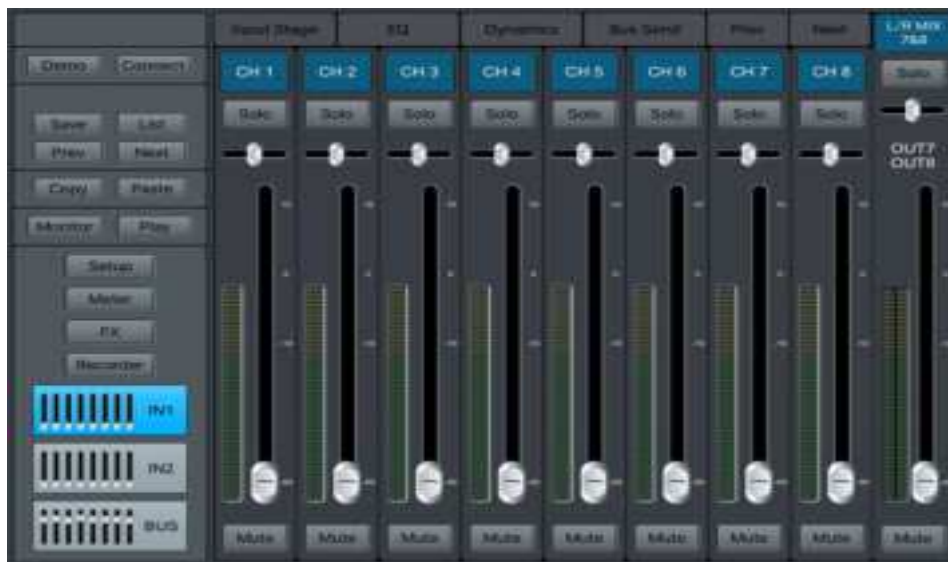 Input Stage EQ Dynamics Bus Send Prev Next L/R MIX
7&8
Demo Connect CH 1 CH 2 CH 3 CH 4 CH 5 CH 6 CH 7 CH 8 Solo
Save List Solo Solo Solo Solo Solo Solo Solo Solo
Prev Next OUT7
OUT8
Copy Paste
Monitor Play
Setup
Meter
FX
Recorder
IN1
IN2
BUS
Mute Mute Mute Mute Mute Mute Mute Mute Mute